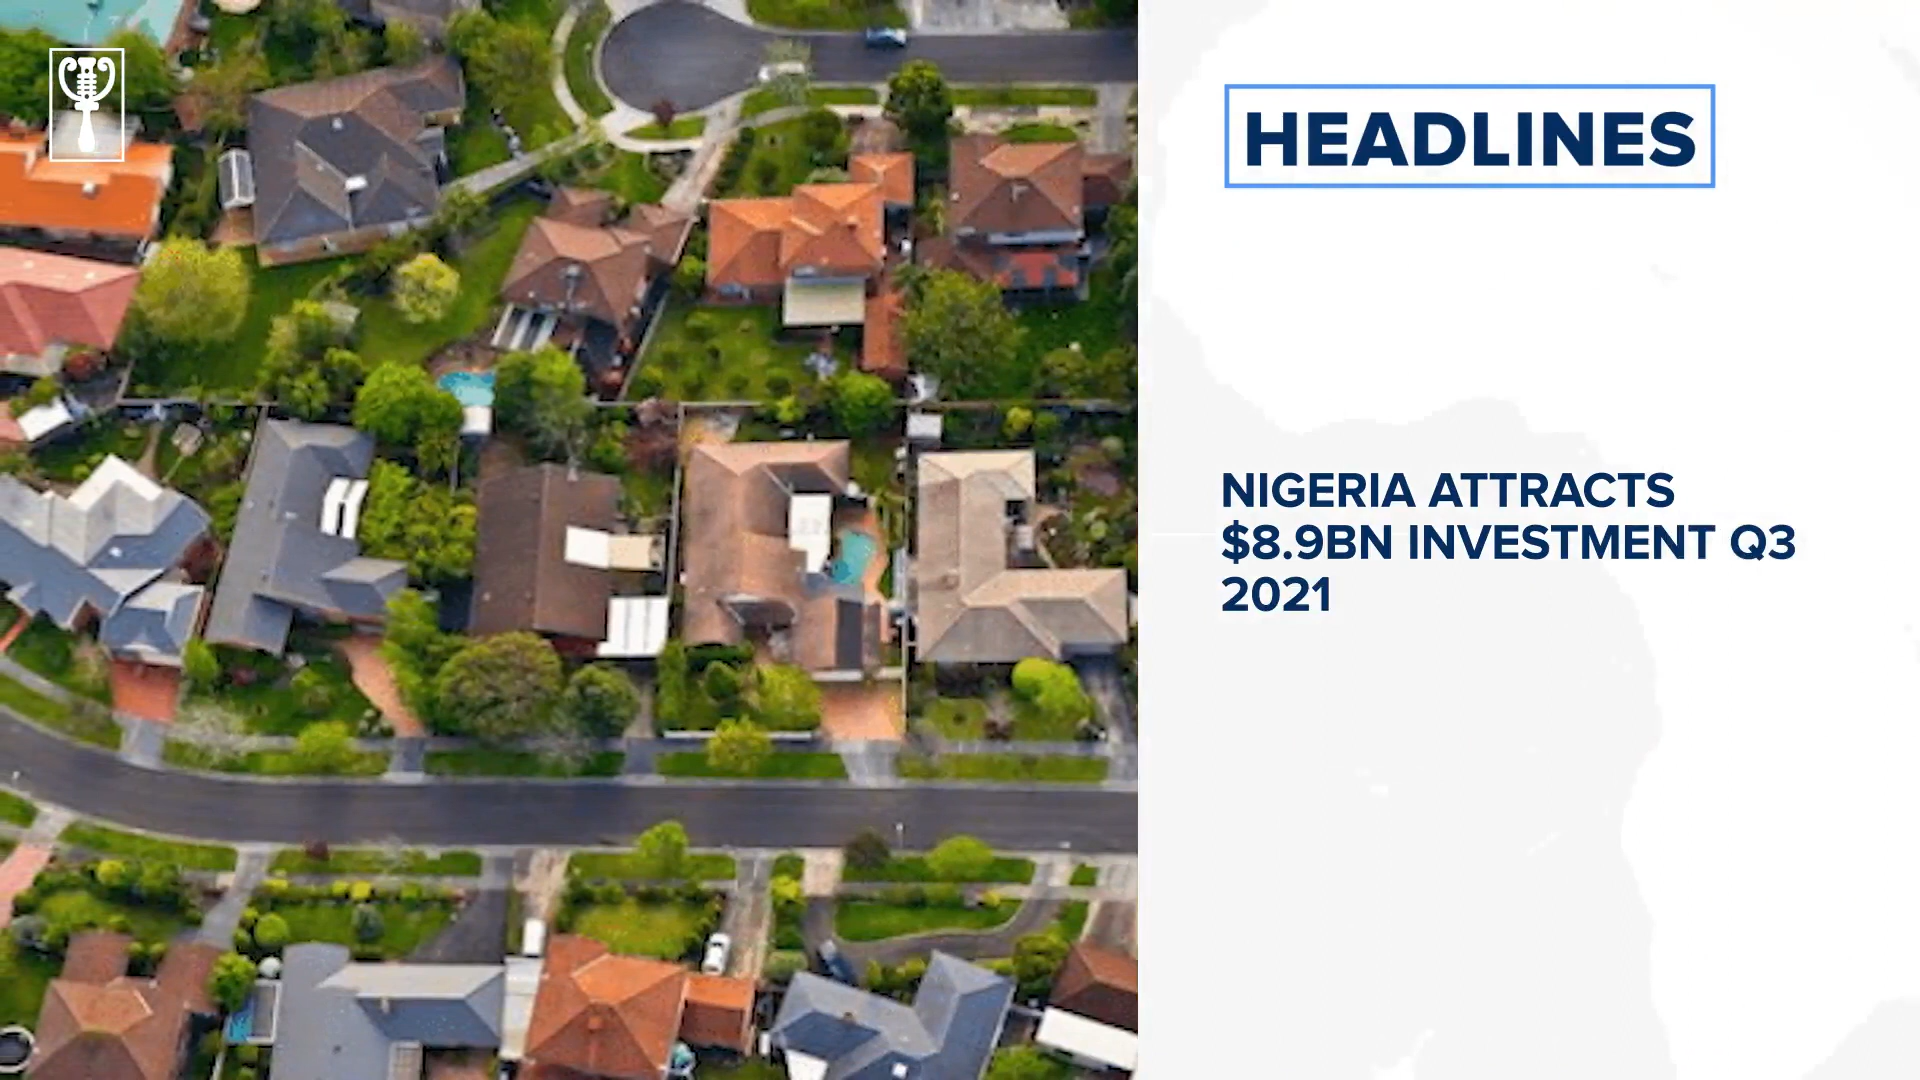 HEADLINES
NIGERIA ATTRACTS
$8.9BN INVESTMENT Q3
2021